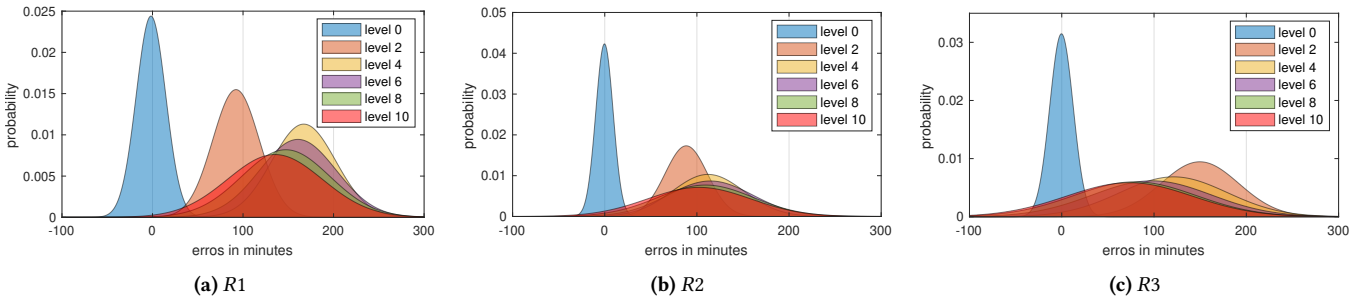 0.025
0.02
0.015
0.01
0.005
0
probability
-100
0
100
200
300
erros in minutes
level 0
level 2
level 4
level 6
level 8
level 10
(a) R1
0.05
0.04
0.03
0.02
0.01
0
probability
-100
0
100
200
300
erros in minutes
level 0
level 2
level 4
level 6
level 8
level 10
(b) R2
0.03
0.02
0.01
0
probability
-100
0
100
200
300
erros in minutes
level 0
level 2
level 4
level 6
level 8
level 10
(c) R3